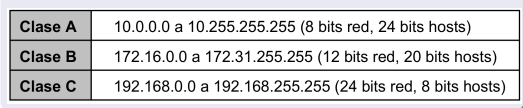 Clase A 10.0.0.0 a 10.255.255.255 (8 bits red, 24 bits hosts)
Clase B 172.16.0.0 a 172.31.255.255 (12 bits red, 20 bits hosts)
Clase C 192.168.0.0 a 192.168.255.255 (24 bits red, 8 bits hosts)